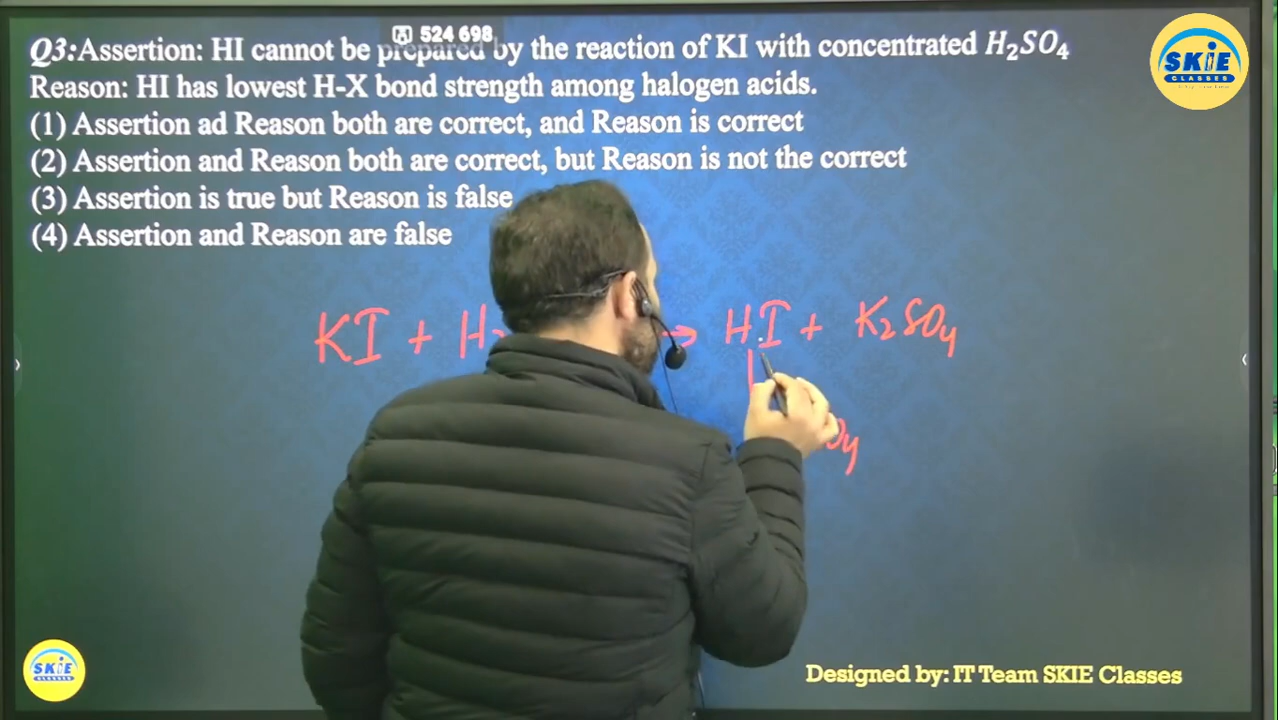 524 698
Q3:Assertion: HI cannot be prepared by the reaction of KI with concentrated H₂SO₄
Reason: HI has lowest H-X bond strength among halogen acids.
(1) Assertion ad Reason both are correct, and Reason is correct
(2) Assertion and Reason both are correct, but Reason is not the correct
(3) Assertion is true but Reason is false
(4) Assertion and Reason are false
SKiE
CLASSES
KI + H₂ → HI + K₂SO₄
O₄
SKiE
CLASSES
Designed by: IT Team SKIE Classes